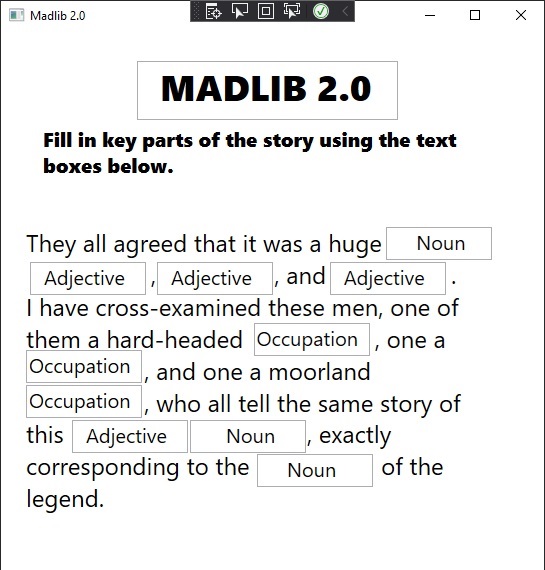 Madlib 2.0
MADLIB 2.0
Fill in key parts of the story using the text
boxes below.
They all agreed that it was a huge Noun
Adjective , Adjective , and Adjective .
I have cross-examined these men, one of
them a hard-headed Occupation , one a
Occupation , and one a moorland
Occupation , who all tell the same story of
this Adjective Noun , exactly
corresponding to the Noun of the
legend.